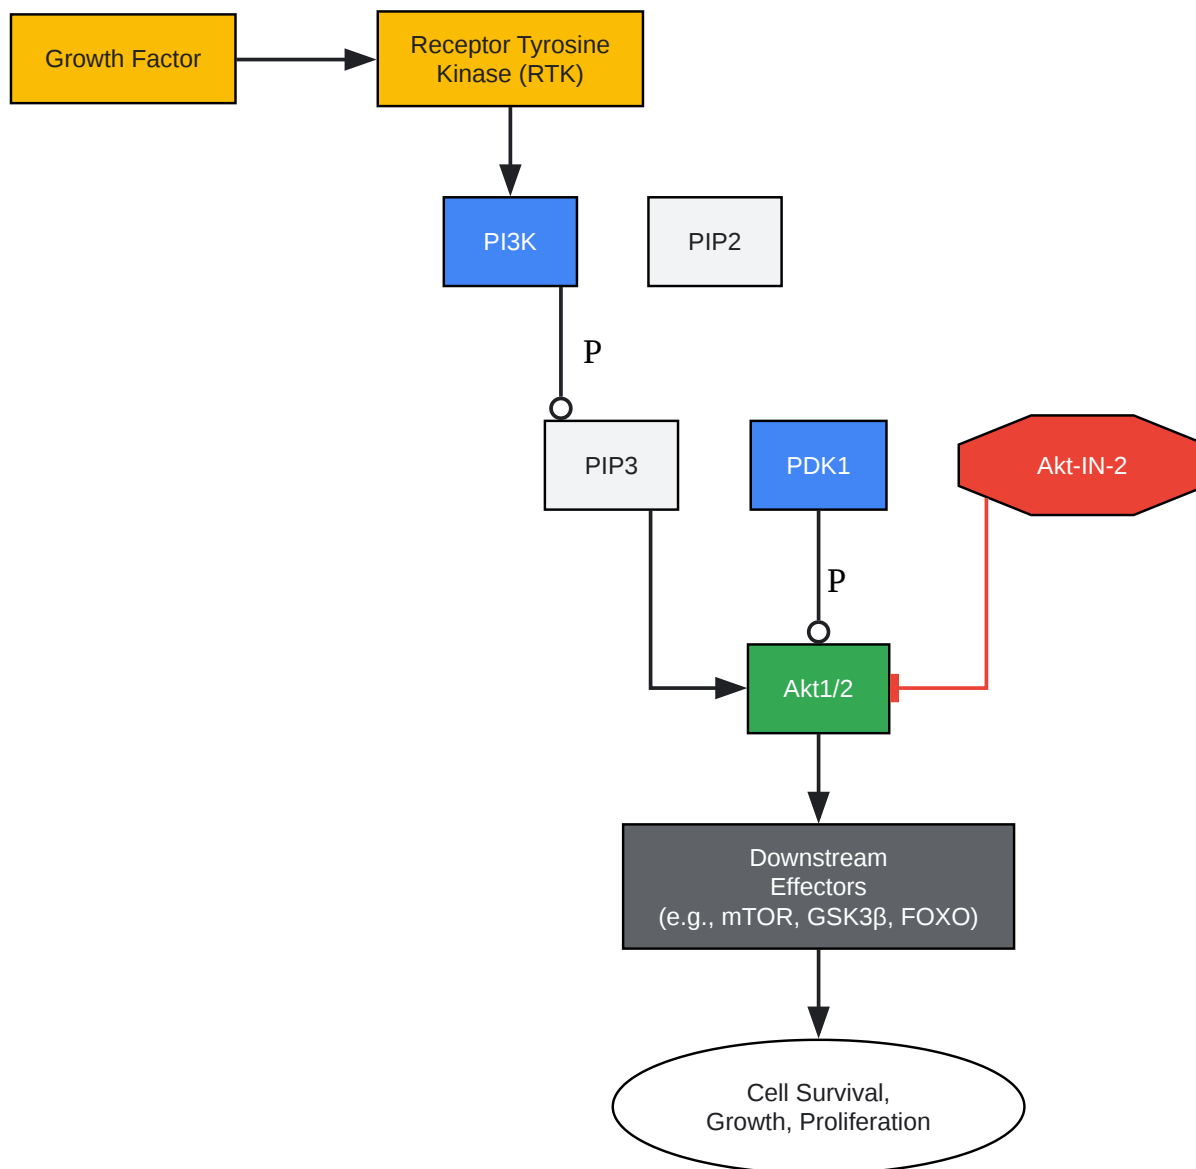 Growth Factor
Receptor Tyrosine
Kinase (RTK)
PI3K
PIP2
P
PIP3
PDK1
Akt-IN-2
P
Akt1/2
Downstream
Effectors
(e.g., mTOR, GSK3β, FOXO)
Cell Survival,
Growth, Proliferation